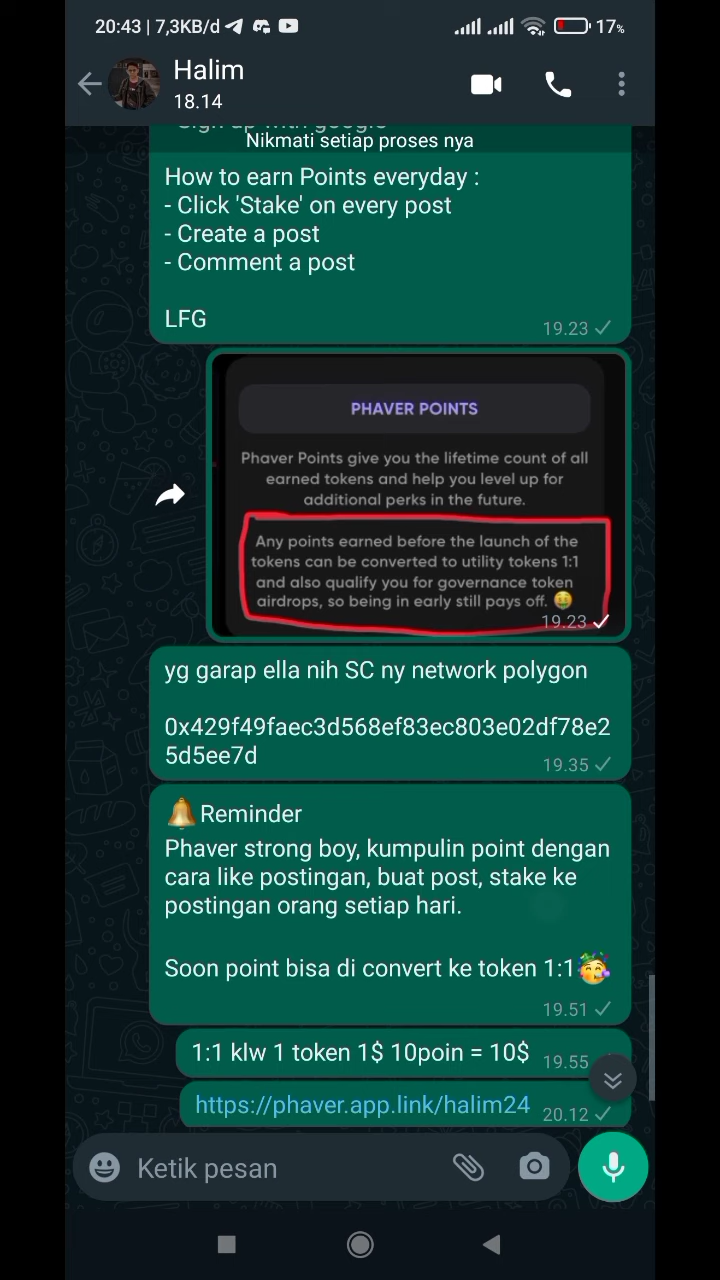 20:43 | 7,3KB/d
17%
Halim
18.14
Sign up with google
Nikmati setiap proses nya
How to earn Points everyday :
- Click 'Stake' on every post
- Create a post
- Comment a post
LFG
19.23
PHAVER POINTS
Phaver Points give you the lifetime count of all
earned tokens and help you level up for
additional perks in the future.
Any points earned before the launch of the
tokens can be converted to utility tokens 1:1
and also qualify you for governance token
airdrops, so being in early still pays off. 🤑
19.23
yg garap ella nih SC ny network polygon
0x429f49faec3d568ef83ec803e02df78e2
5d5ee7d
19.35
🔔Reminder
Phaver strong boy, kumpulin point dengan
cara like postingan, buat post, stake ke
postingan orang setiap hari.
Soon point bisa di convert ke token 1:1🥳
19.51
1:1 klw 1 token 1$ 10poin = 10$
19.55
https://phaver.app.link/halim24
20.12
Ketik pesan